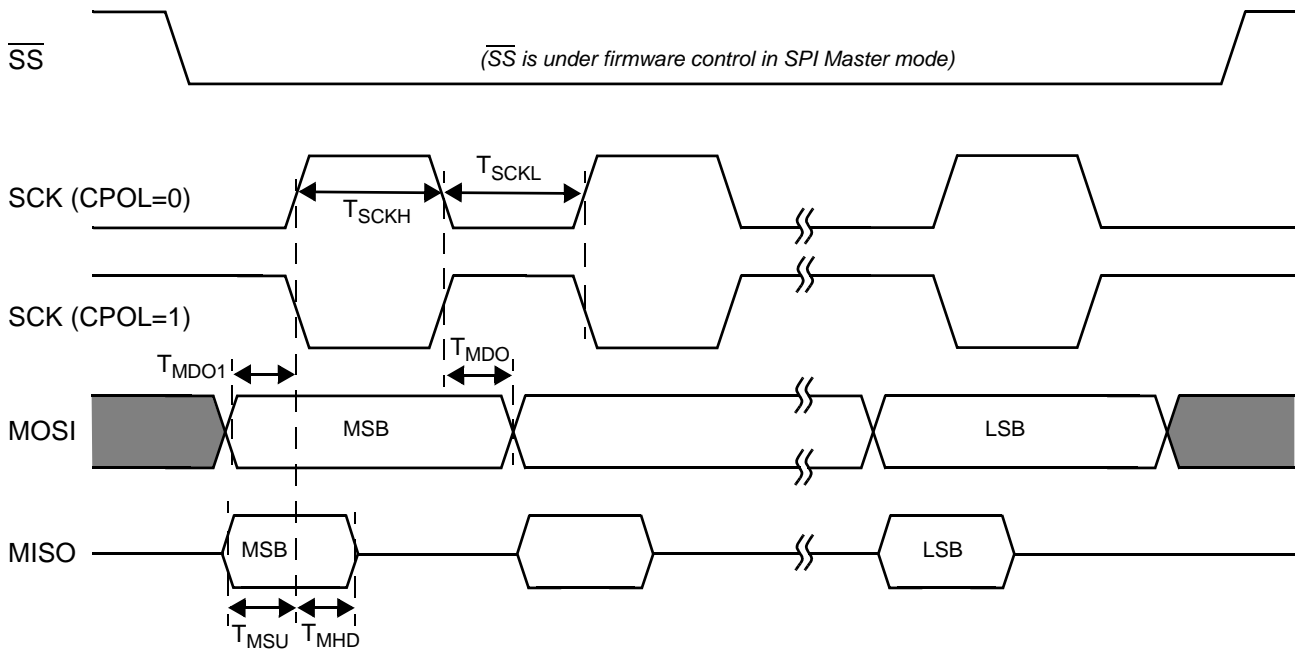 SS
(SS is under firmware control in SPI Master mode)
TSCKL
SCK (CPOL=0)
TSCKH
SCK (CPOL=1)
TMDO1
TMDO
MOSI
MSB
LSB
MISO
MSB
LSB
TMSU
TMHD